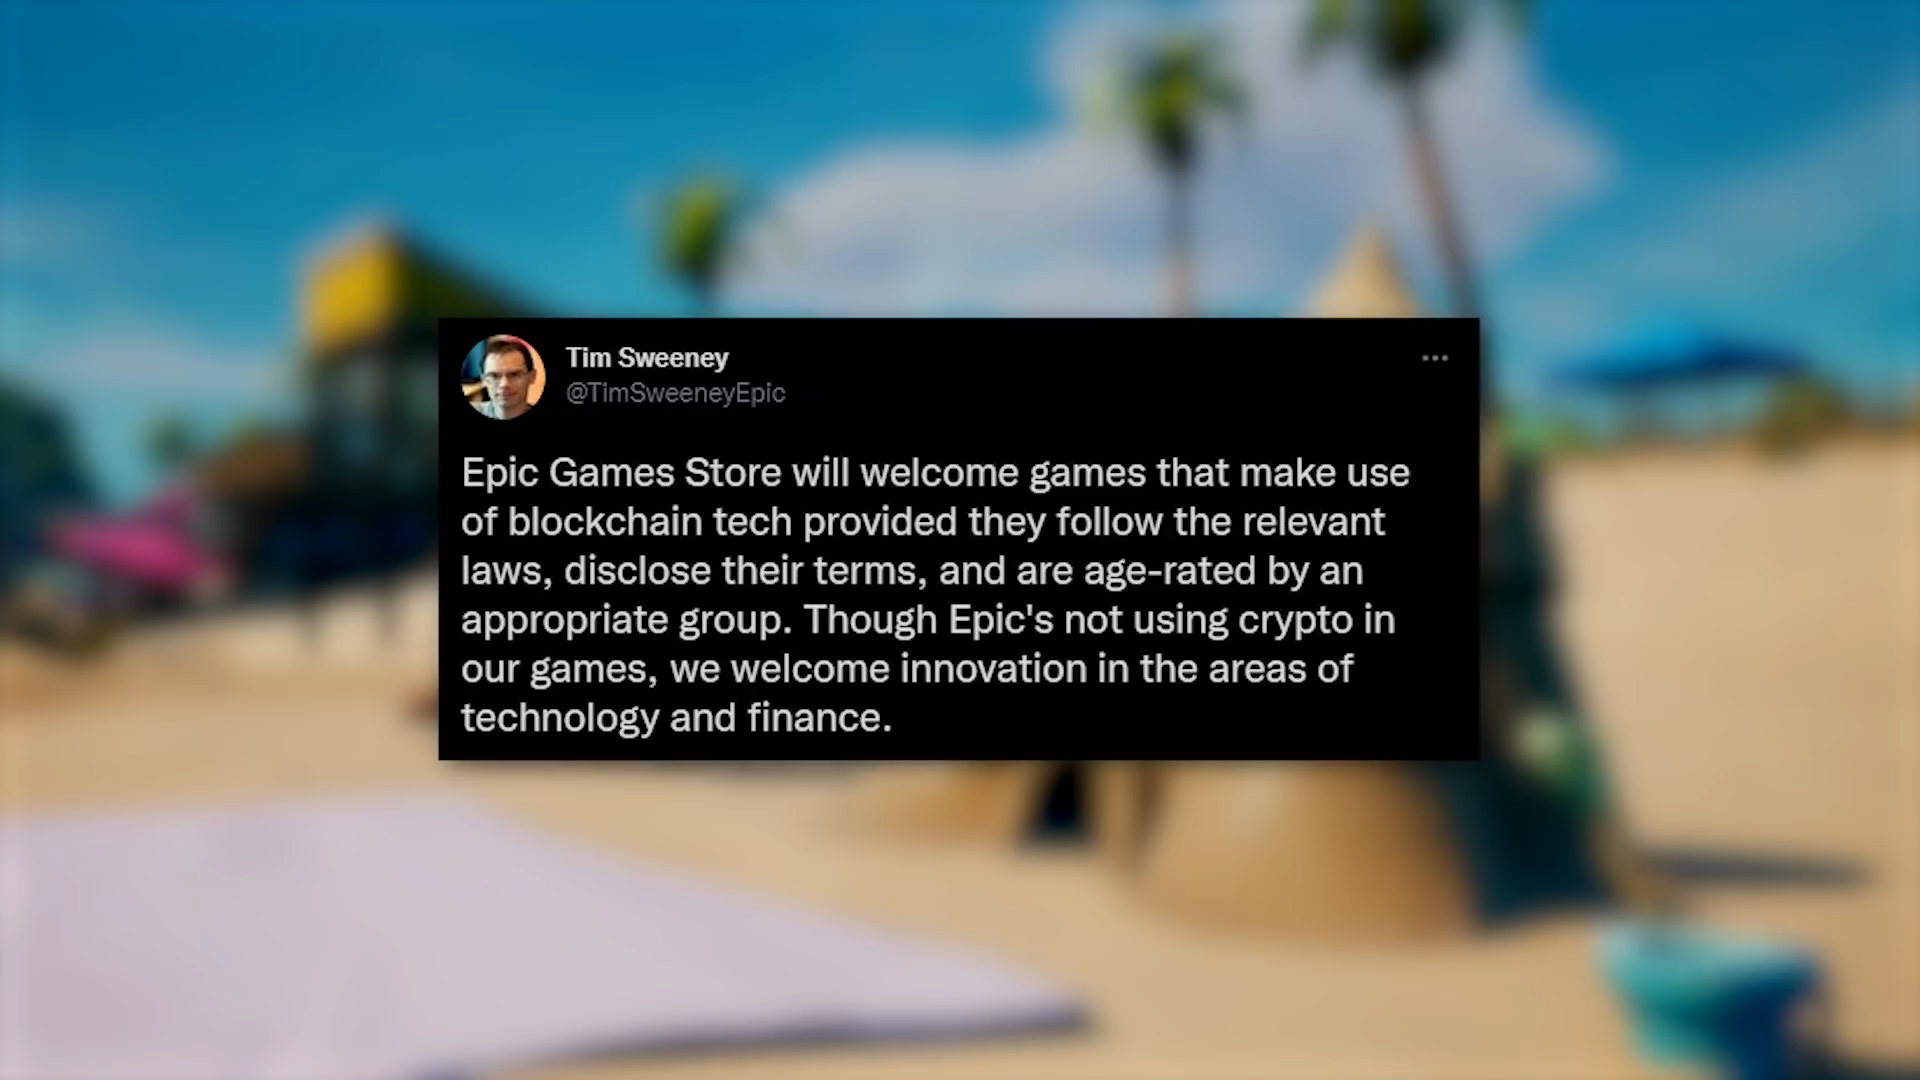 Tim Sweeney
@TimSweeneyEpic
Epic Games Store will welcome games that make use
of blockchain tech provided they follow the relevant
laws, disclose their terms, and are age-rated by an
appropriate group. Though Epic's not using crypto in
our games, we welcome innovation in the areas of
technology and finance.